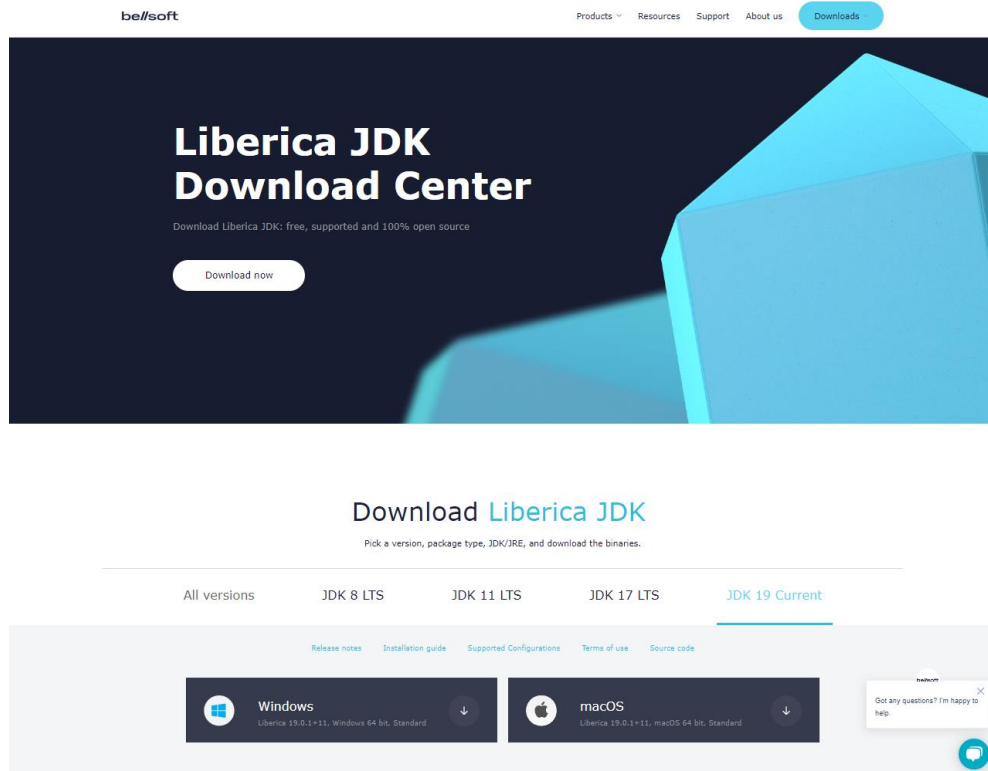 bellsoft
Products Resources Support About us Downloads
Liberica JDK
Download Center
Download Liberica JDK: free, supported and 100% open source
Download now
Download Liberica JDK
Pick a version, package type, JDK/JRE, and download the binaries.
All versions JDK 8 LTS JDK 11 LTS JDK 17 LTS JDK 19 Current
Release notes Installation guide Supported Configurations Terms of use Source code
Windows
Liberica 19.0.1+11, Windows 64 bit, Standard
macOS
Liberica 19.0.1+11, macOS 64 bit, Standard
bellsoft
Got any questions? I'm happy to
help.